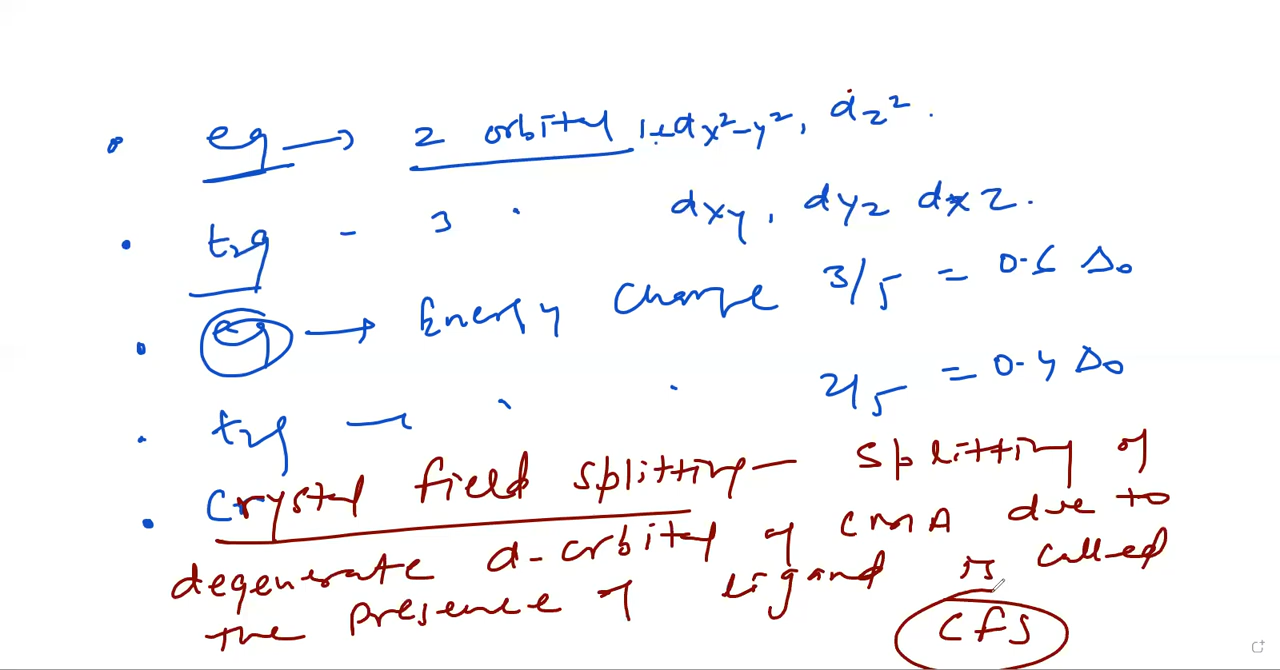 • eg → 2 orbital i.e dx²-y², dz².
• t2g - 3 " dxy, dyz dxz.
• eg → Energy change 3/5 = 0.6 Δo
• t2g — " " 2/5 = 0.4 Δo
• Crystal field splitting — splitting of
degenerate d-orbital of CMA due to
the presence of ligand is called
CFS